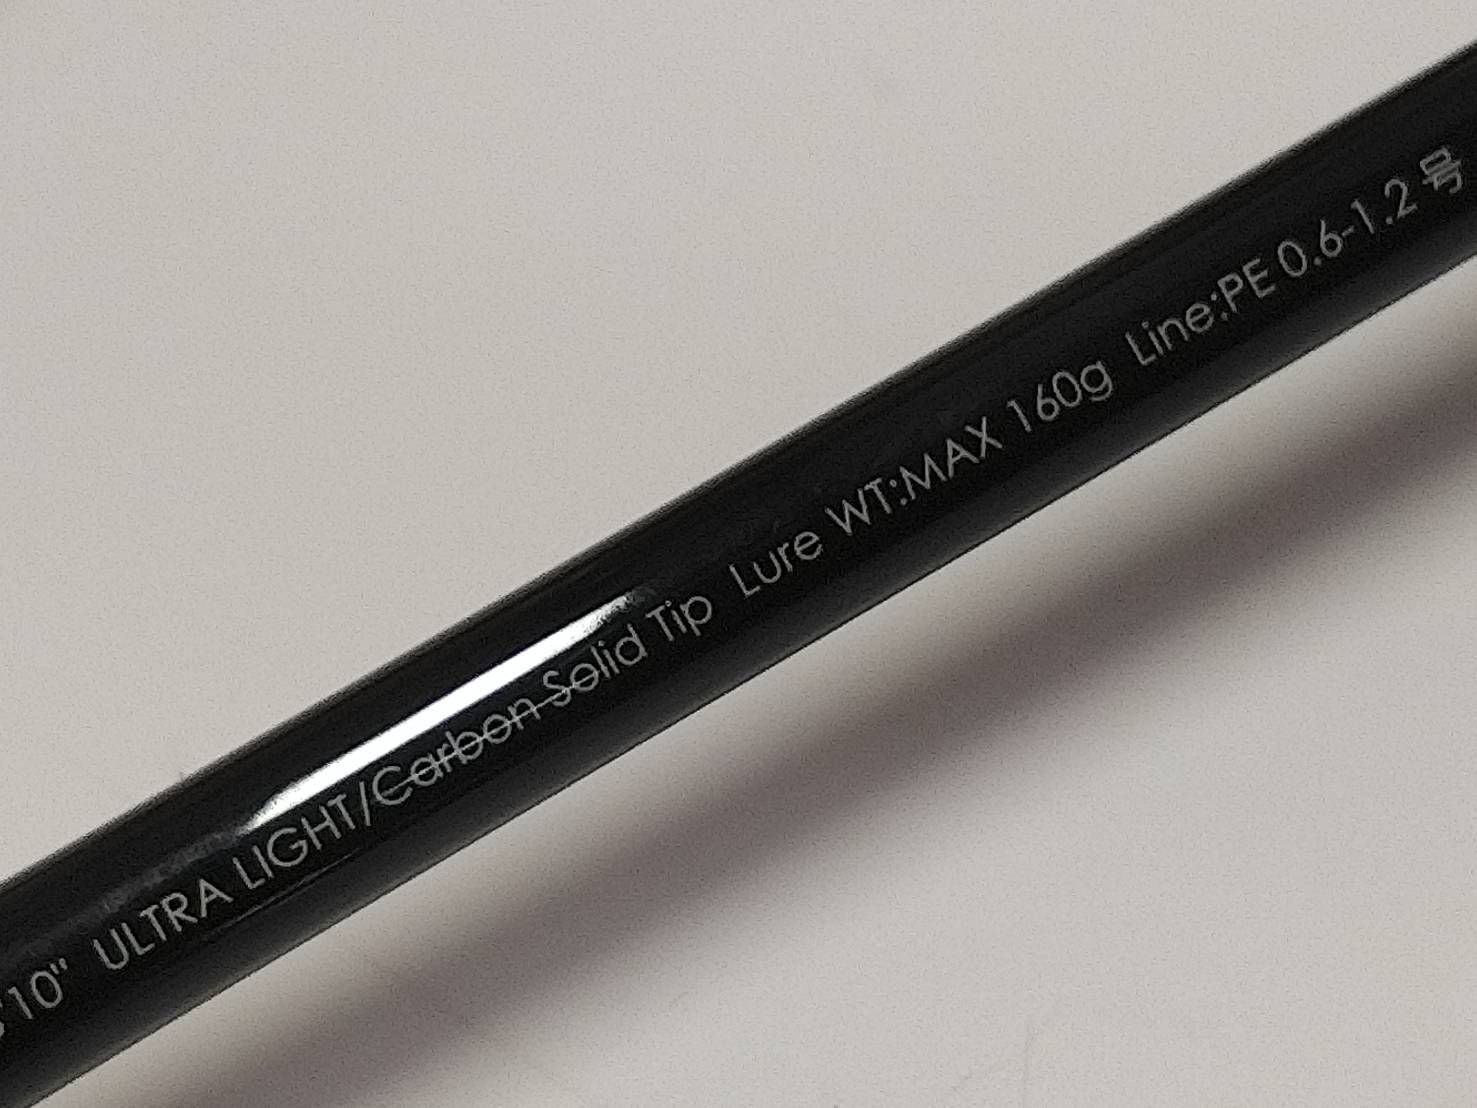 '10" ULTRA LIGHT/Carbon Solid Tip Lure WT:MAX 160g Line:PE 0.6-1.2 号